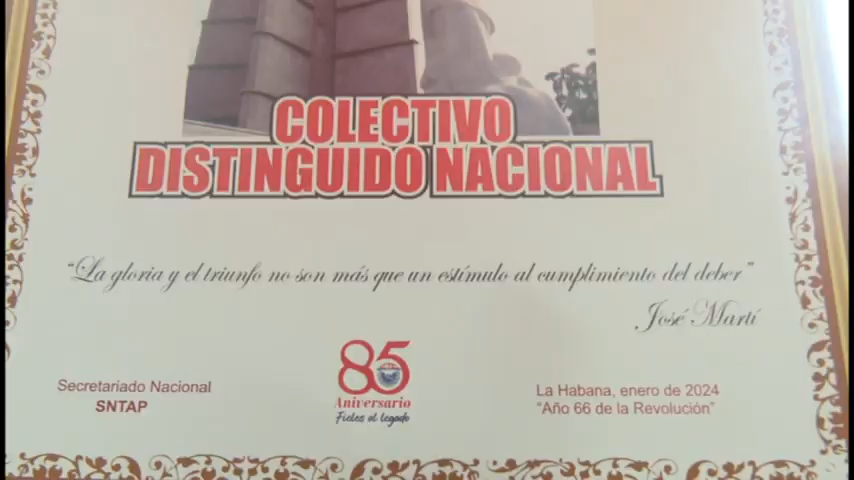 COLECTIVO
DISTINGUIDO NACIONAL
“La gloria y el triunfo no son más que un estímulo al cumplimiento del deber”
José Martí
85
Aniversario
Fieles al legado
Secretariado Nacional
SNTAP
La Habana, enero de 2024
“Año 66 de la Revolución”